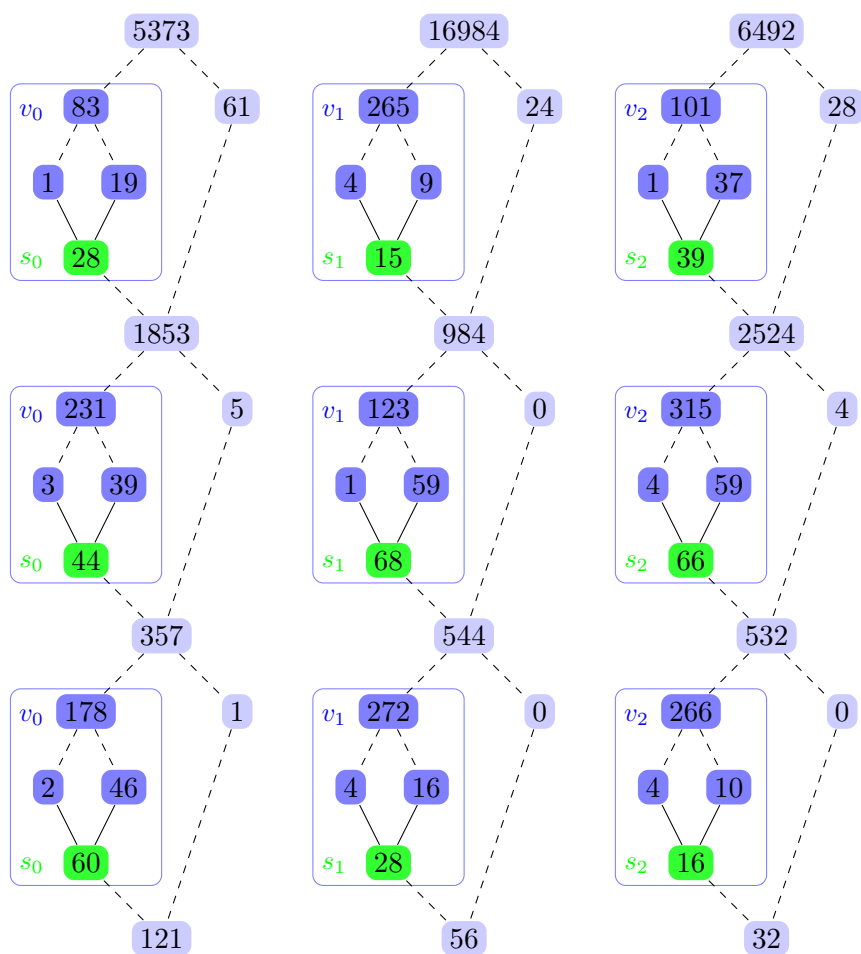 5373 16984 6492
v₀ 83 61 v₁ 265 24 v₂ 101 28
1 19 4 9 1 37
s₀ 28 s₁ 15 s₂ 39
1853 984 2524
v₀ 231 5 v₁ 123 0 v₂ 315 4
3 39 1 59 4 59
s₀ 44 s₁ 68 s₂ 66
357 544 532
v₀ 178 1 v₁ 272 0 v₂ 266 0
2 46 4 16 4 10
s₀ 60 s₁ 28 s₂ 16
121 56 32